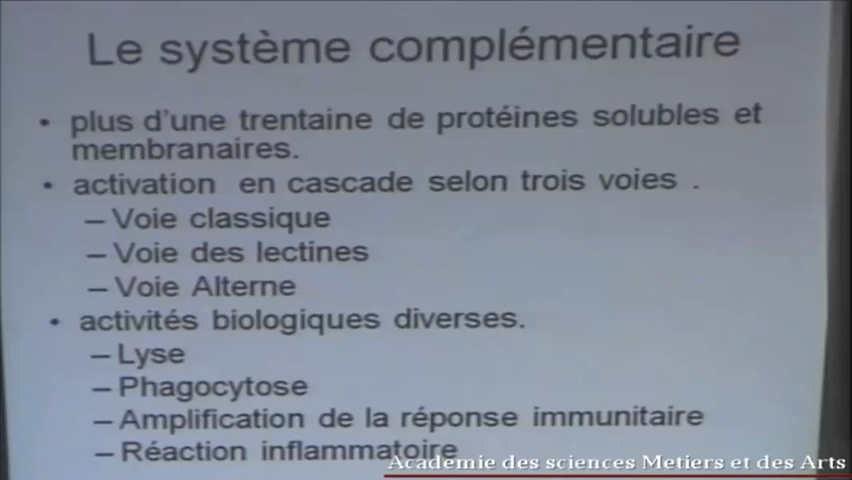 Le système complémentaire
• plus d'une trentaine de protéines solubles et
membranaires.
• activation en cascade selon trois voies .
– Voie classique
– Voie des lectines
– Voie Alterne
• activités biologiques diverses.
– Lyse
– Phagocytose
– Amplification de la réponse immunitaire
– Réaction inflammatoire
Academie des sciences Metiers et des Arts